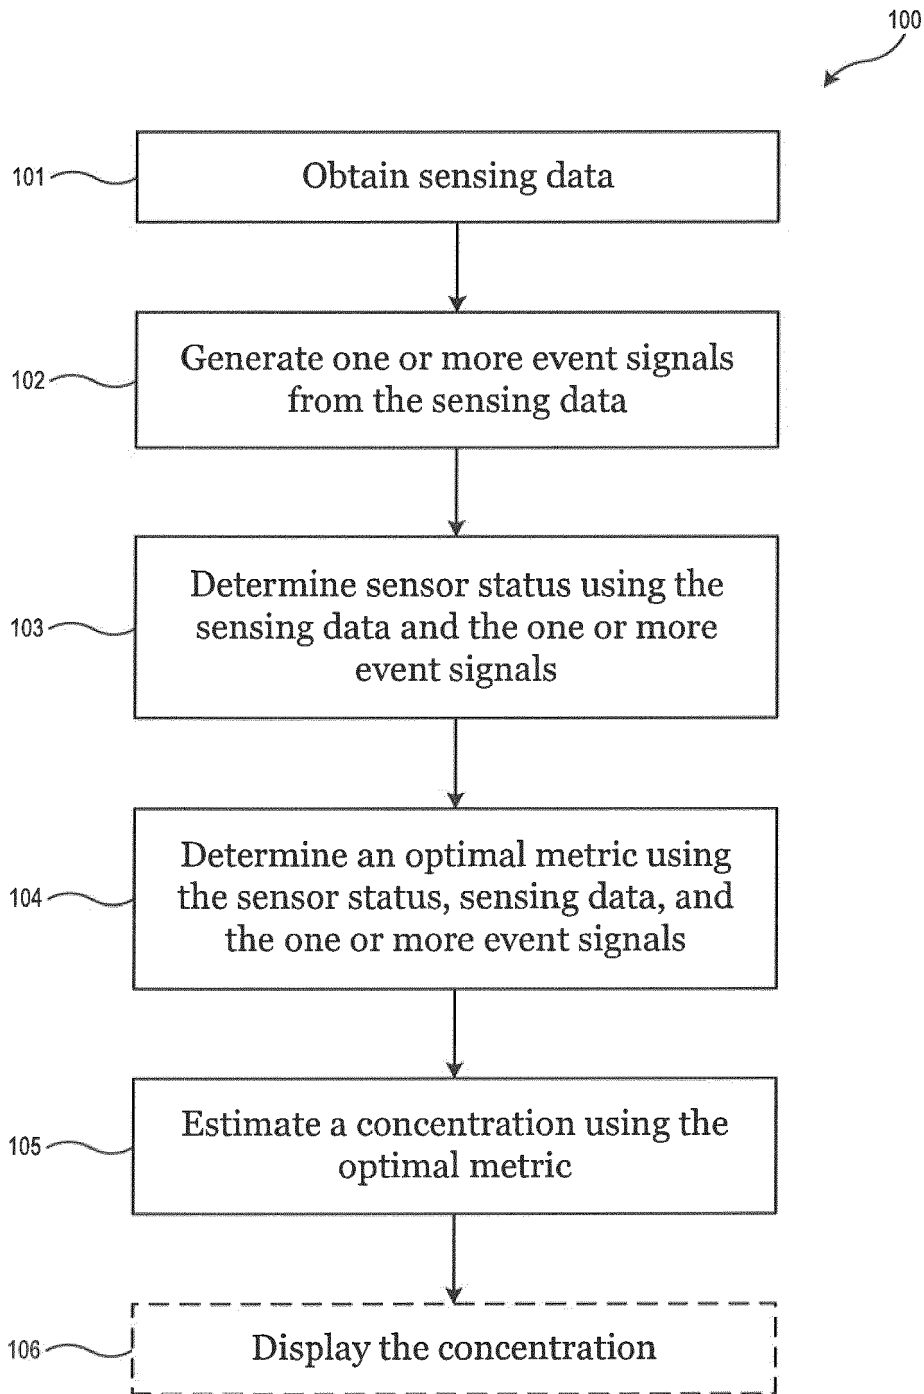 100
101
Obtain sensing data
102
Generate one or more event signals
from the sensing data
103
Determine sensor status using the
sensing data and the one or more
event signals
104
Determine an optimal metric using
the sensor status, sensing data, and
the one or more event signals
105
Estimate a concentration using the
optimal metric
106
Display the concentration